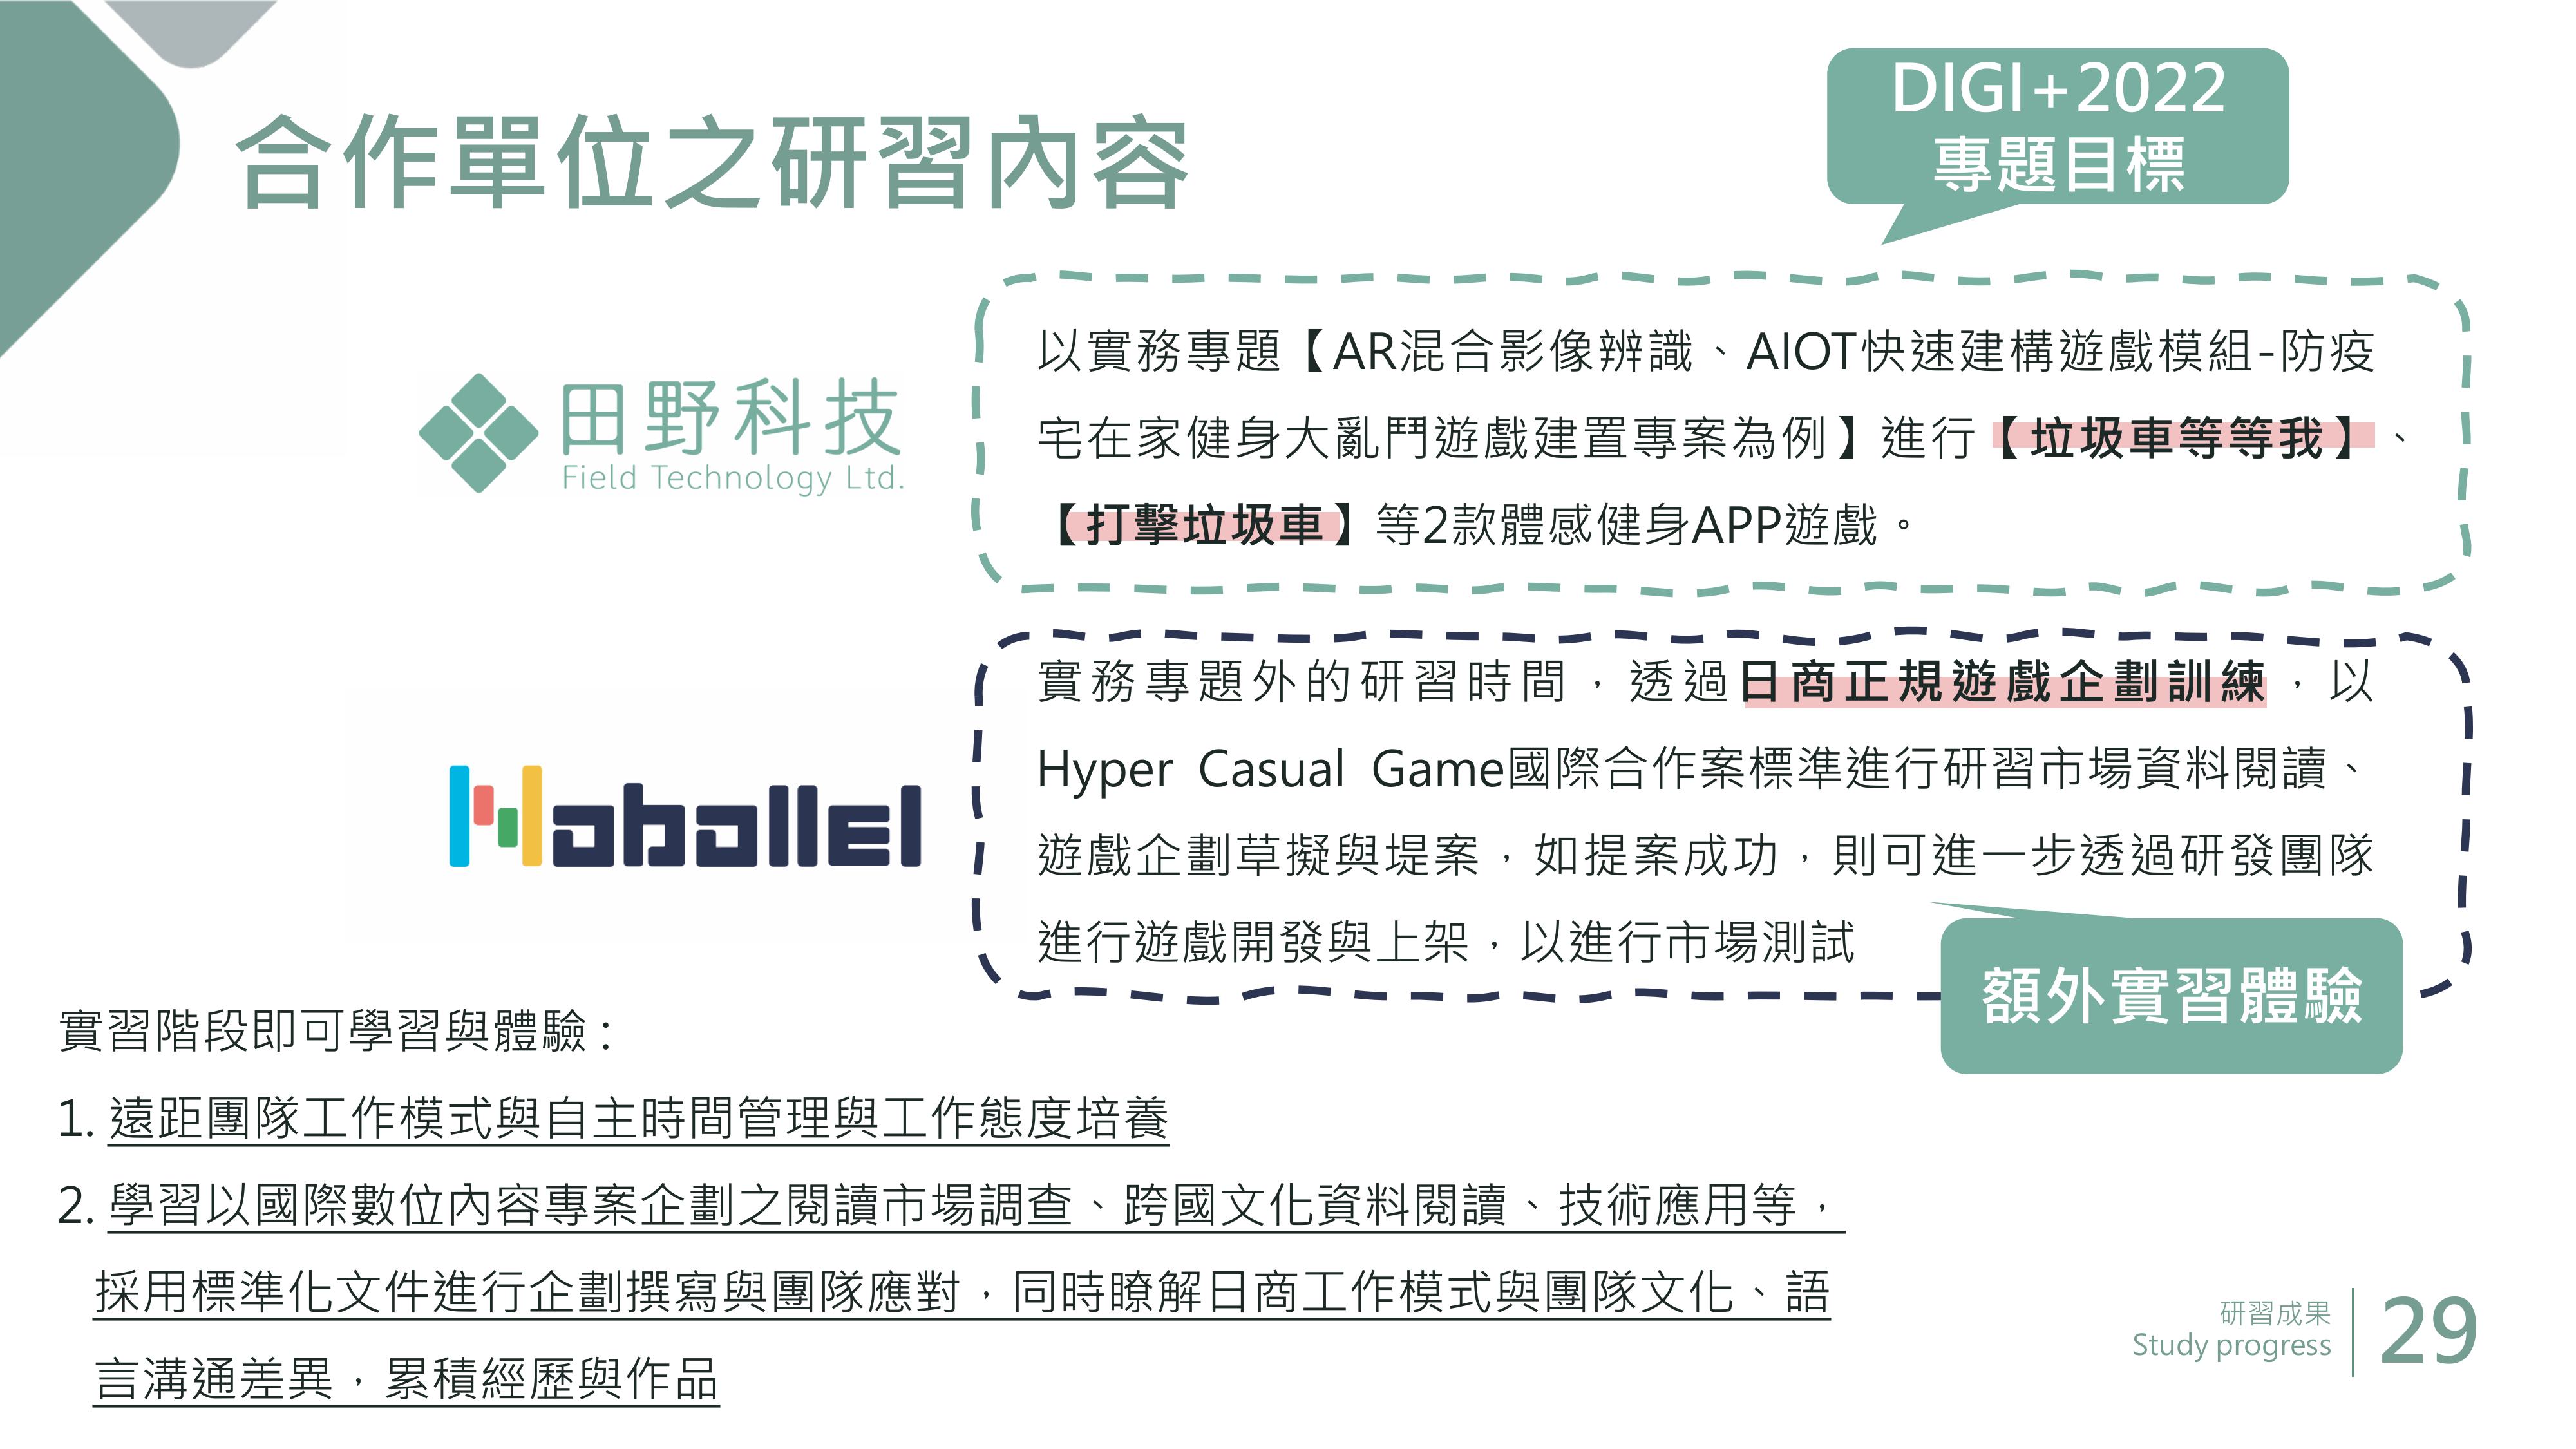 合作單位之研習內容
DIGI+2022
專題目標
田野科技
Field Technology Ltd.
以實務專題【AR混合影像辨識、AIOT快速建構遊戲模組-防疫
宅在家健身大亂鬥遊戲建置專案為例】進行【垃圾車等等我】、
【打擊垃圾車】等2款體感健身APP遊戲。
Maballel
實務專題外的研習時間，透過日商正規遊戲企劃訓練，以
Hyper Casual Game國際合作案標準進行研習市場資料閱讀、
遊戲企劃草擬與堤案，如提案成功，則可進一步透過研發團隊
進行遊戲開發與上架，以進行市場測試
額外實習體驗
實習階段即可學習與體驗：
1. 遠距團隊工作模式與自主時間管理與工作態度培養
2. 學習以國際數位內容專案企劃之閱讀市場調查、跨國文化資料閱讀、技術應用等，
採用標準化文件進行企劃撰寫與團隊應對，同時瞭解日商工作模式與團隊文化、語
言溝通差異，累積經歷與作品
研習成果
Study progress
29